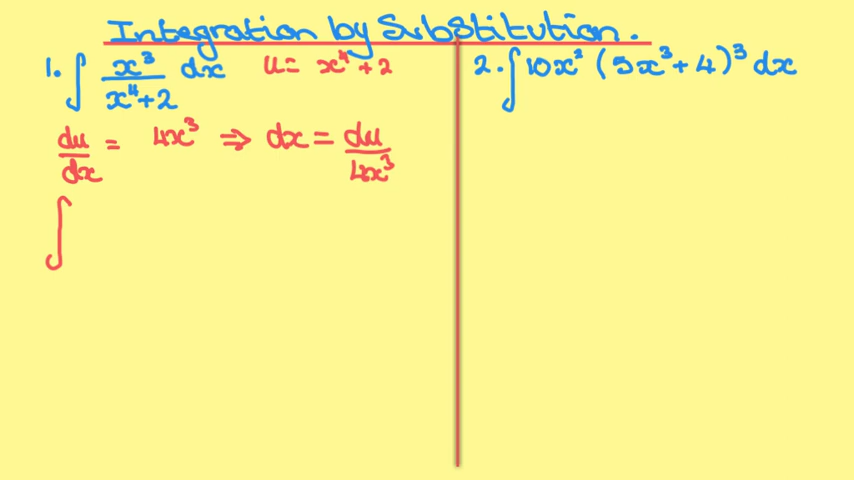 Integration by Substitution.
1. ∫ x³/(x⁴+2) dx   u = x⁴+2
du/dx = 4x³ ⇒ dx = du/4x³
∫
2. ∫ 10x² (5x³+4)³ dx